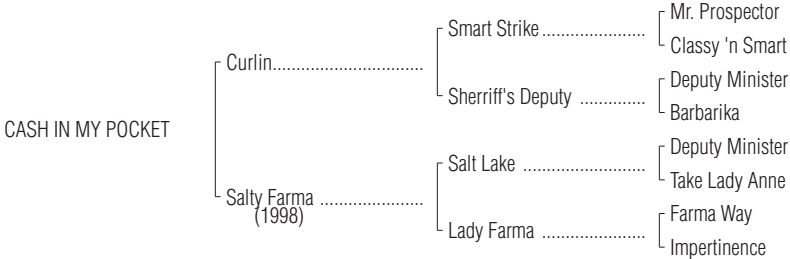 Mr. Prospector
Smart Strike ......................
Classy 'n Smart
Curlin................................
Deputy Minister
Sherriff's Deputy ..............
Barbarika
CASH IN MY POCKET
Deputy Minister
Salt Lake ..........................
Take Lady Anne
Salty Farma ......................
(1998)
Farma Way
Lady Farma ......................
Impertinence